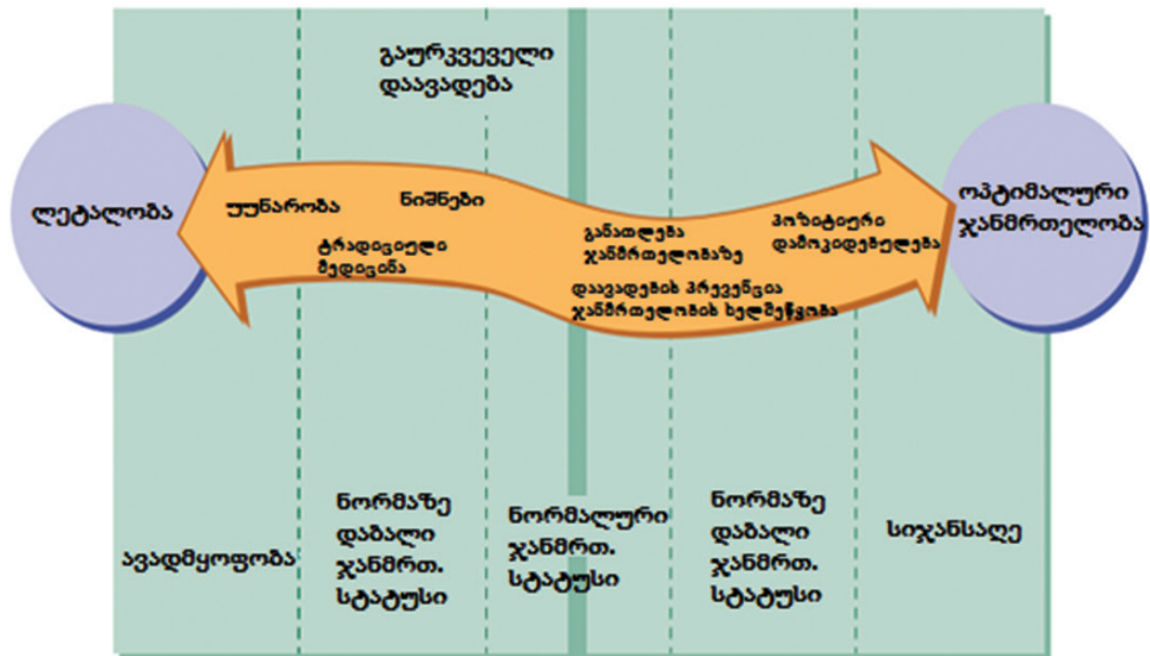 გაურკვეველი
დაავადება
ლეტალობა
უუნარობა
ნიშნები
ტრადიციული
მედიცინა
განათლება
ჯანმრთელობაზე
პოზიტიური
დამოკიდებულება
დაავადების პრევენცია
ჯანმრთელობის ხელშეწყობა
ოპტიმალური
ჯანმრთელობა
ავადმყოფობა
ნორმაზე
დაბალი
ჯანმრთ.
სტატუსი
ნორმალური
ჯანმრთ.
სტატუსი
ნორმაზე
დაბალი
ჯანმრთ.
სტატუსი
სიჯანსაღე